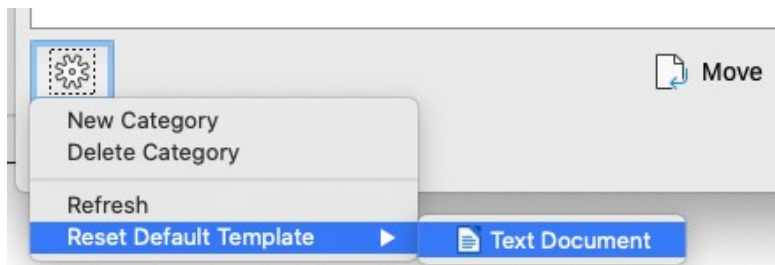 Move
New Category
Delete Category
Refresh
Reset Default Template
Text Document